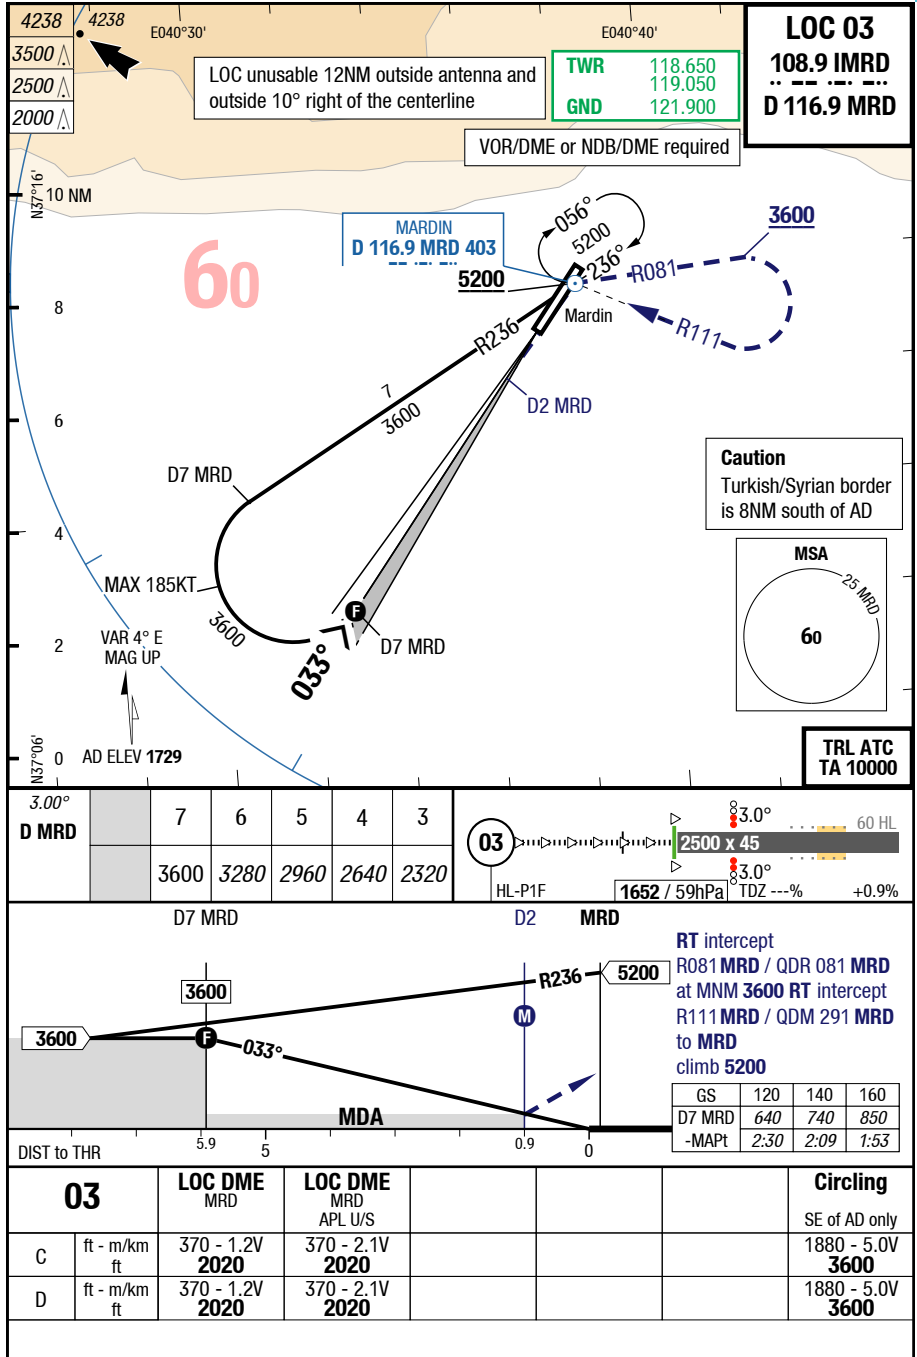 4238
4238
3500
2500
2000
E040°30'
E040°40'
LOC unusable 12NM outside antenna and
outside 10° right of the centerline
TWR 118.650
119.050
GND 121.900
LOC 03
108.9 IMRD
D 116.9 MRD
VOR/DME or NDB/DME required
N37°16'
10 NM
60
MARDIN
D 116.9 MRD 403
5200
056°
5200
236°
3600
R081
R111
Mardin
8
R236
7
3600
D2 MRD
6
D7 MRD
Caution
Turkish/Syrian border
is 8NM south of AD
4
MAX 185KT
3600
MSA
25 MRD
60
F
D7 MRD
033°
2
VAR 4° E
MAG UP
N37°06'
0
AD ELEV 1729
TRL ATC
TA 10000
3.00°
D MRD
7 6 5 4 3
3600 3280 2960 2640 2320
03
HL-P1F
1652 / 59hPa
3.0°
2500 x 45
60 HL
3.0°
TDZ ---%
+0.9%
D7 MRD
D2
MRD
3600
3600
F
033°
M
R236
5200
MDA
DIST to THR
5.9
5
0.9
0
RT intercept
R081 MRD / QDR 081 MRD
at MNM 3600 RT intercept
R111 MRD / QDM 291 MRD
to MRD
climb 5200
GS 120 140 160
D7 MRD 640 740 850
-MAPt 2:30 2:09 1:53
03
LOC DME
MRD
LOC DME
MRD
APL U/S
Circling
SE of AD only
C
ft - m/km 370 - 1.2V 370 - 2.1V 1880 - 5.0V
ft 2020 2020 3600
D
ft - m/km 370 - 1.2V 370 - 2.1V 1880 - 5.0V
ft 2020 2020 3600